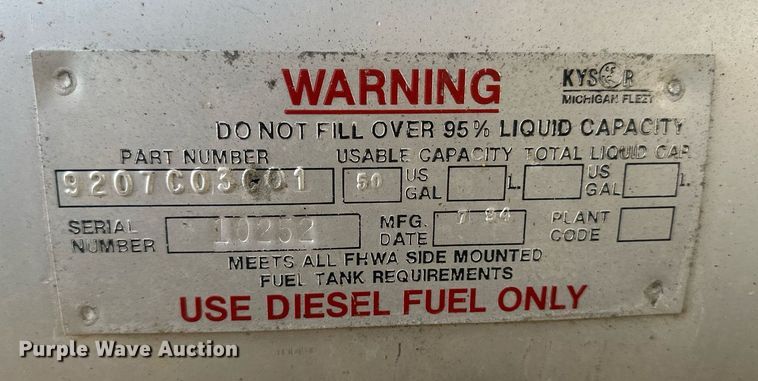 WARNING
KYSOR
MICHIGAN FLEET
DO NOT FILL OVER 95% LIQUID CAPACITY
PART NUMBER USABLE CAPACITY TOTAL LIQUID CAP.
9207C03C01 50 US GAL L. US GAL L.
SERIAL NUMBER 10252 MFG. DATE 7 94 PLANT CODE
MEETS ALL FHWA SIDE MOUNTED
FUEL TANK REQUIREMENTS
USE DIESEL FUEL ONLY
Purple Wave Auction